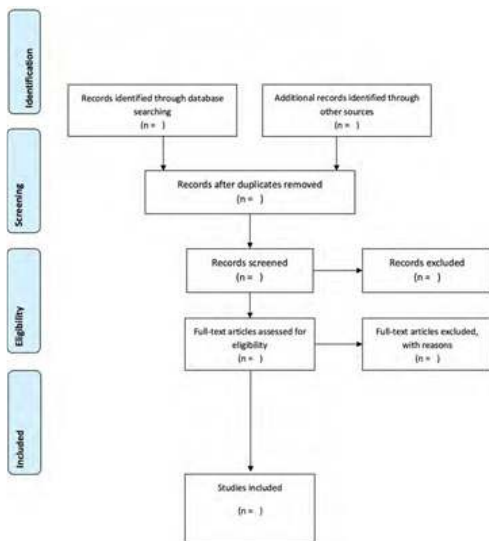 Identification
Records identified through database
searching
(n =   )
Additional records identified through
other sources
(n =   )
Screening
Records after duplicates removed
(n =   )
Records screened
(n =   )
Records excluded
(n =   )
Eligibility
Full-text articles assessed for
eligibility
(n =   )
Full-text articles excluded,
with reasons
(n =   )
Included
Studies included
(n =   )